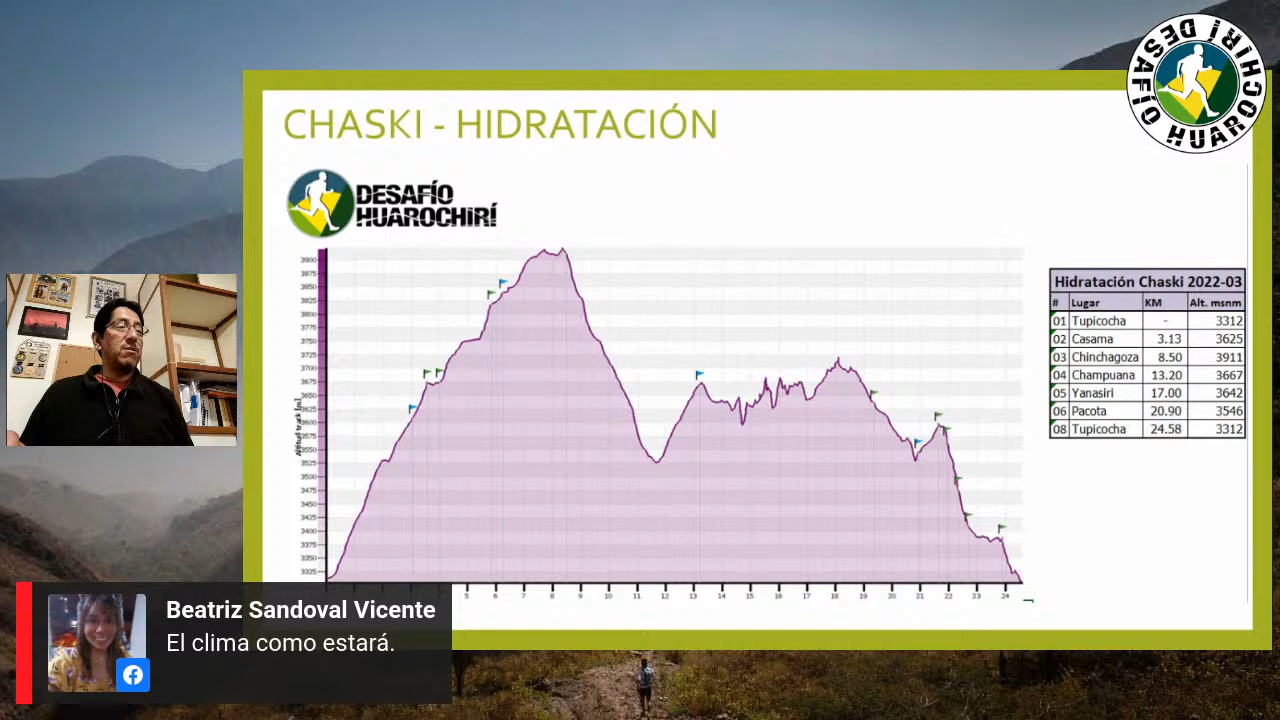 DESAFÍO HUAROCHIRÍ
CHASKI - HIDRATACIÓN
DESAFÍO
HUAROCHIRÍ
Altitud track [m]
3900
3875
3850
3825
3800
3775
3750
3725
3700
3675
3650
3625
3600
3575
3550
3525
3500
3475
3450
3425
3400
3375
3350
3325
5 6 7 8 9 10 11 12 13 14 15 16 17 18 19 20 21 22 23 24
Hidratación Chaski 2022-03
# Lugar KM Alt. msnm
01 Tupicocha - 3312
02 Casama 3.13 3625
03 Chinchagoza 8.50 3911
04 Champuana 13.20 3667
05 Yanasiri 17.00 3642
06 Pacota 20.90 3546
08 Tupicocha 24.58 3312
Beatriz Sandoval Vicente
El clima como estará.